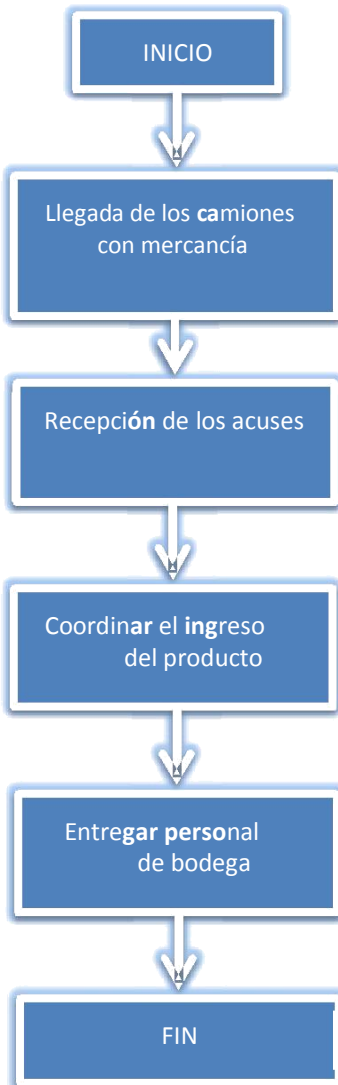 INICIO
Llegada de los camiones
con mercancía
Recepción de los acuses
Coordinar el ingreso
del producto
Entregar personal
de bodega
FIN